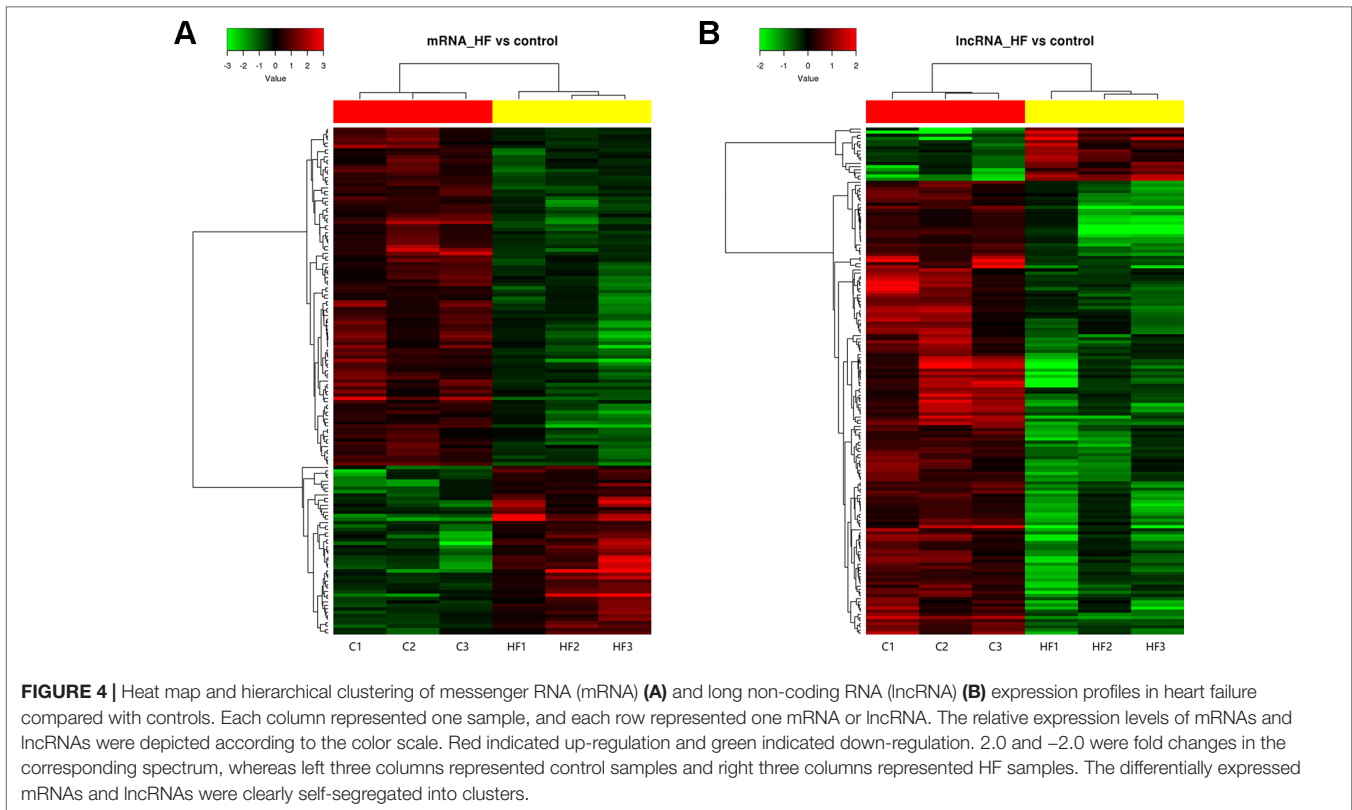 A
mRNA_HF vs control
-3 -2 -1 0 1 2 3
Value
C1 C2 C3 HF1 HF2 HF3
B
lncRNA_HF vs control
-2 -1 0 1 2
Value
C1 C2 C3 HF1 HF2 HF3
FIGURE 4 | Heat map and hierarchical clustering of messenger RNA (mRNA) (A) and long non-coding RNA (lncRNA) (B) expression profiles in heart failure
compared with controls. Each column represented one sample, and each row represented one mRNA or lncRNA. The relative expression levels of mRNAs and
lncRNAs were depicted according to the color scale. Red indicated up-regulation and green indicated down-regulation. 2.0 and −2.0 were fold changes in the
corresponding spectrum, whereas left three columns represented control samples and right three columns represented HF samples. The differentially expressed
mRNAs and lncRNAs were clearly self-segregated into clusters.